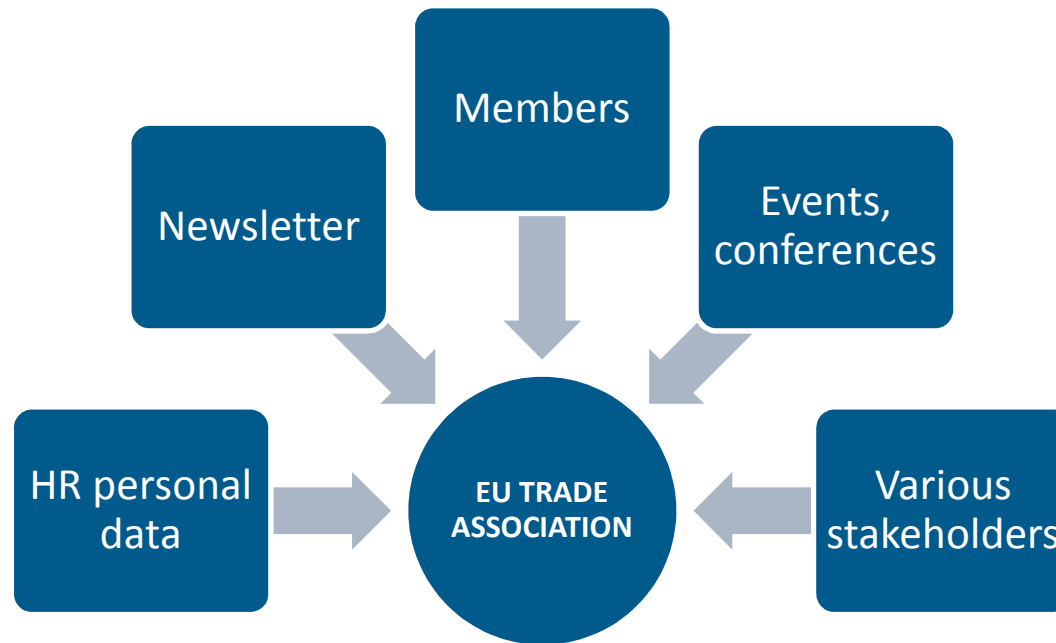 Members
Newsletter
Events,
conferences
HR personal
data
EU TRADE
ASSOCIATION
Various
stakeholders